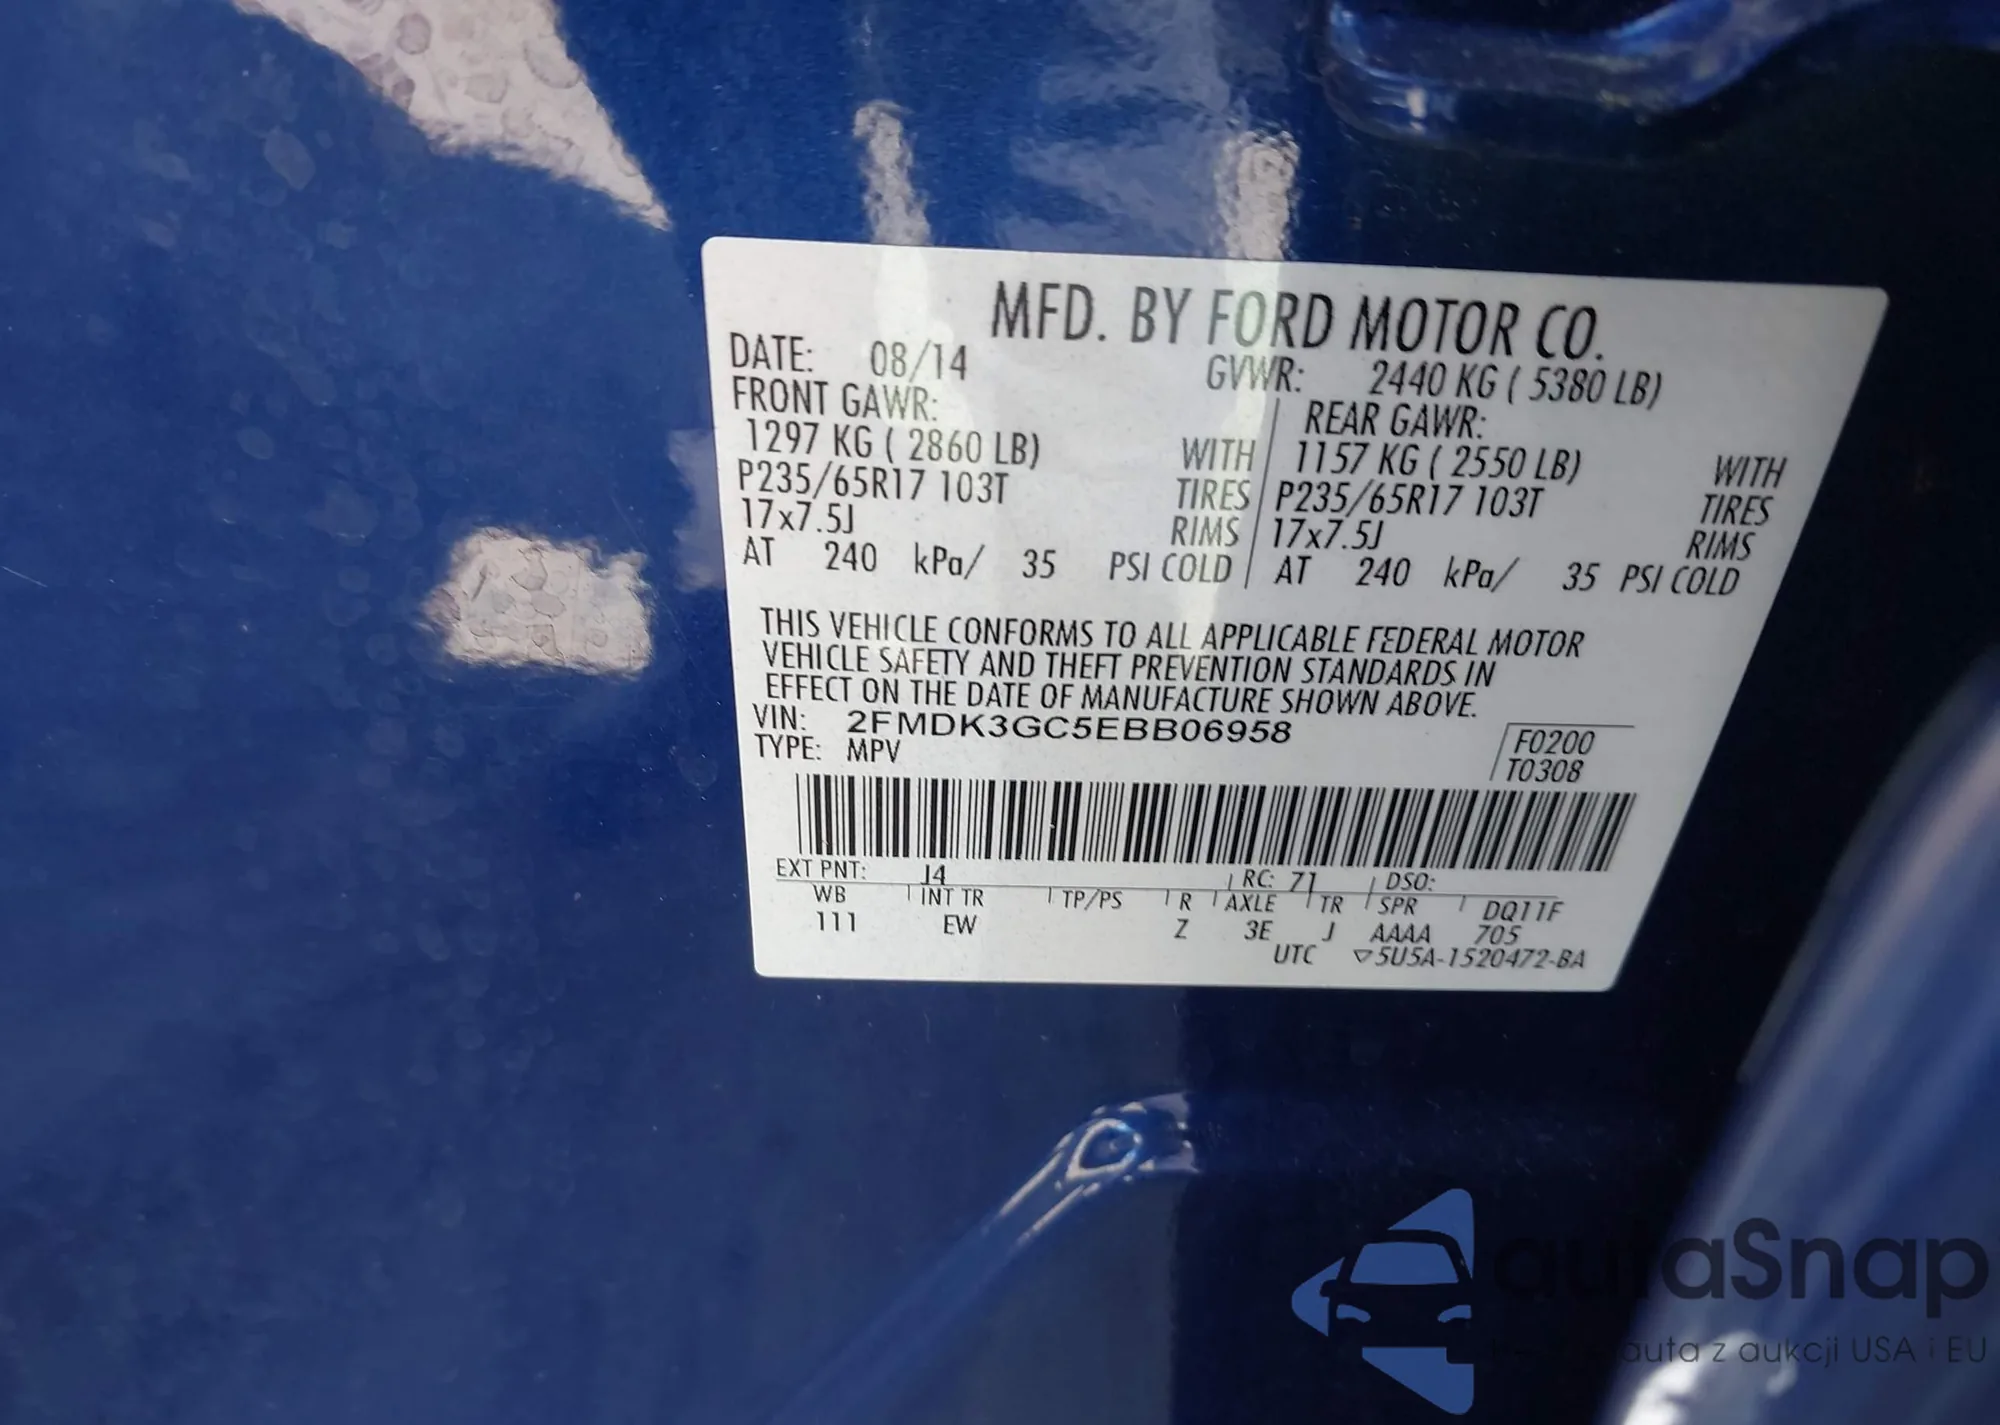 MFD. BY FORD MOTOR CO.
DATE: 08/14 GVWR: 2440 KG ( 5380 LB)
FRONT GAWR: REAR GAWR:
1297 KG ( 2860 LB) WITH 1157 KG ( 2550 LB) WITH
P235/65R17 103T TIRES P235/65R17 103T TIRES
17x7.5J RIMS 17x7.5J RIMS
AT 240 kPa/ 35 PSI COLD AT 240 kPa/ 35 PSI COLD
THIS VEHICLE CONFORMS TO ALL APPLICABLE FEDERAL MOTOR
VEHICLE SAFETY AND THEFT PREVENTION STANDARDS IN
EFFECT ON THE DATE OF MANUFACTURE SHOWN ABOVE.
VIN: 2FMDK3GC5EBB06958
TYPE: MPV
F0200
T0308
EXT PNT: J4 RC: 71 DSO:
WB INT TR TP/PS R AXLE TR SPR DQ11F
111 EW Z 3E J AAAA 705
UTC ▽5U5A-1520472-BA
autaSnap
auta z aukcji USA i EU